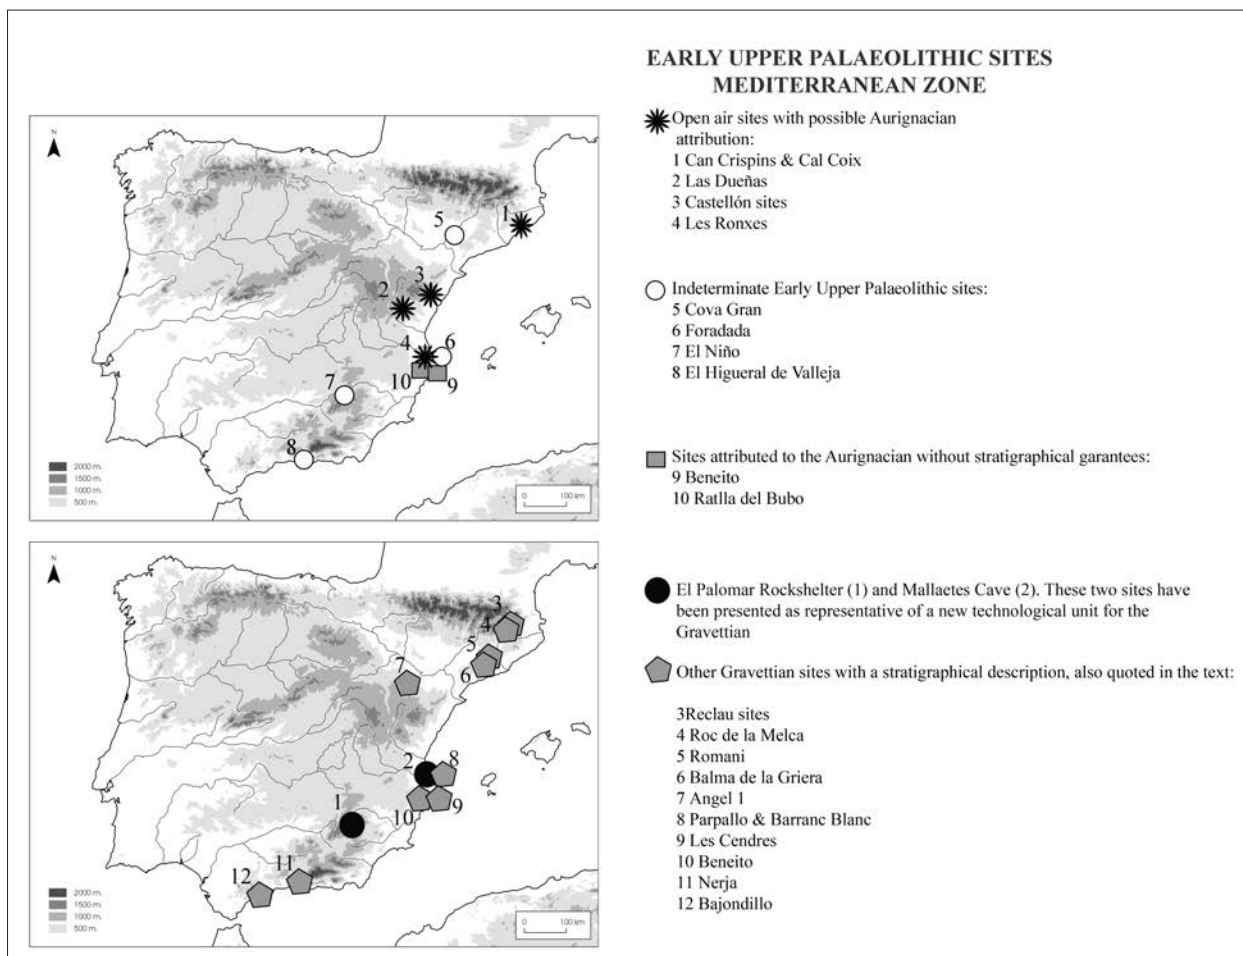 EARLY UPPER PALAEOLITHIC SITES
MEDITERRANEAN ZONE
Open air sites with possible Aurignacian
attribution:
1 Can Crispins & Cal Coix
2 Las Dueñas
3 Castellón sites
4 Les Ronxes
Indeterminate Early Upper Palaeolithic sites:
5 Cova Gran
6 Foradada
7 El Niño
8 El Higueral de Valleja
Sites attributed to the Aurignacian without stratigraphical garantees:
9 Beneito
10 Ratlla del Bubo
N
1
5
3
2
4
6
10
9
7
8
2000 m.
1500 m.
1000 m.
500 m.
0 100 km
El Palomar Rockshelter (1) and Mallaetes Cave (2). These two sites have
been presented as representative of a new technological unit for the
Gravettian
Other Gravettian sites with a stratigraphical description, also quoted in the text:
3Reclau sites
4 Roc de la Melca
5 Romani
6 Balma de la Griera
7 Angel 1
8 Parpallo & Barranc Blanc
9 Les Cendres
10 Beneito
11 Nerja
12 Bajondillo
N
3
4
5
6
7
2
8
1
10
9
11
12
2000 m.
1500 m.
1000 m.
500 m.
0 100 km